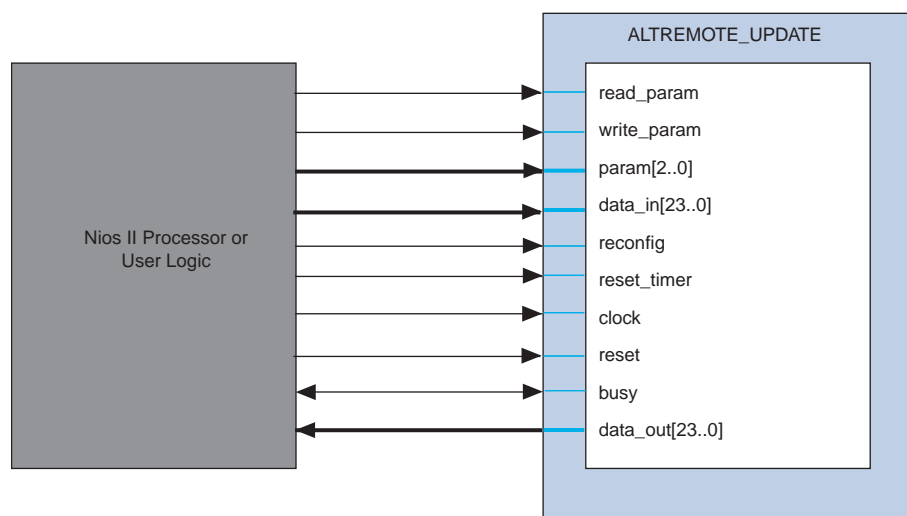 ALTREMOTE_UPDATE
Nios II Processor or
User Logic
read_param
write_param
param[2..0]
data_in[23..0]
reconfig
reset_timer
clock
reset
busy
data_out[23..0]